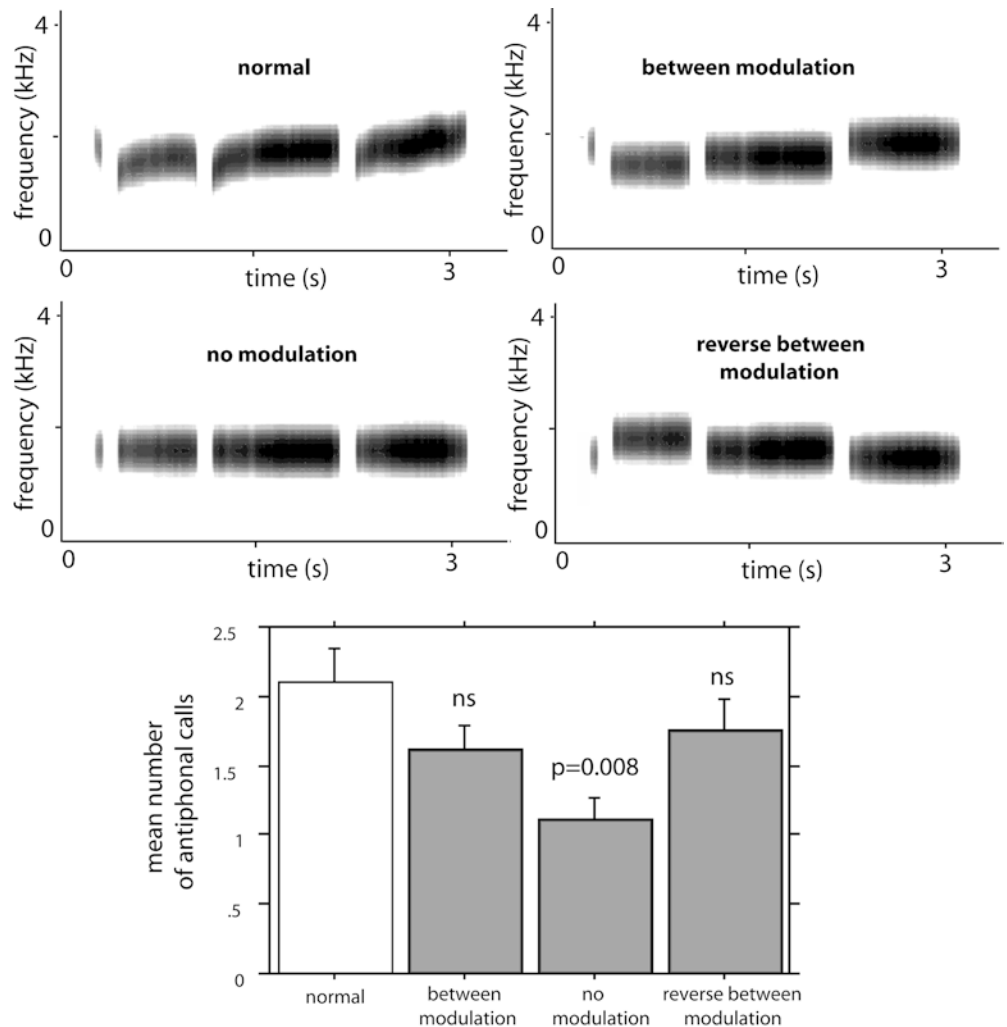 4
frequency (kHz)
normal
0
0
3
time (s)
4
frequency (kHz)
between modulation
0
0
3
time (s)
4
frequency (kHz)
no modulation
0
0
3
time (s)
4
frequency (kHz)
reverse between
modulation
0
0
3
time (s)
mean number
of antiphonal calls
2.5
2
1.5
1
.5
0
ns
p=0.008
ns
normal
between
modulation
no
modulation
reverse between
modulation